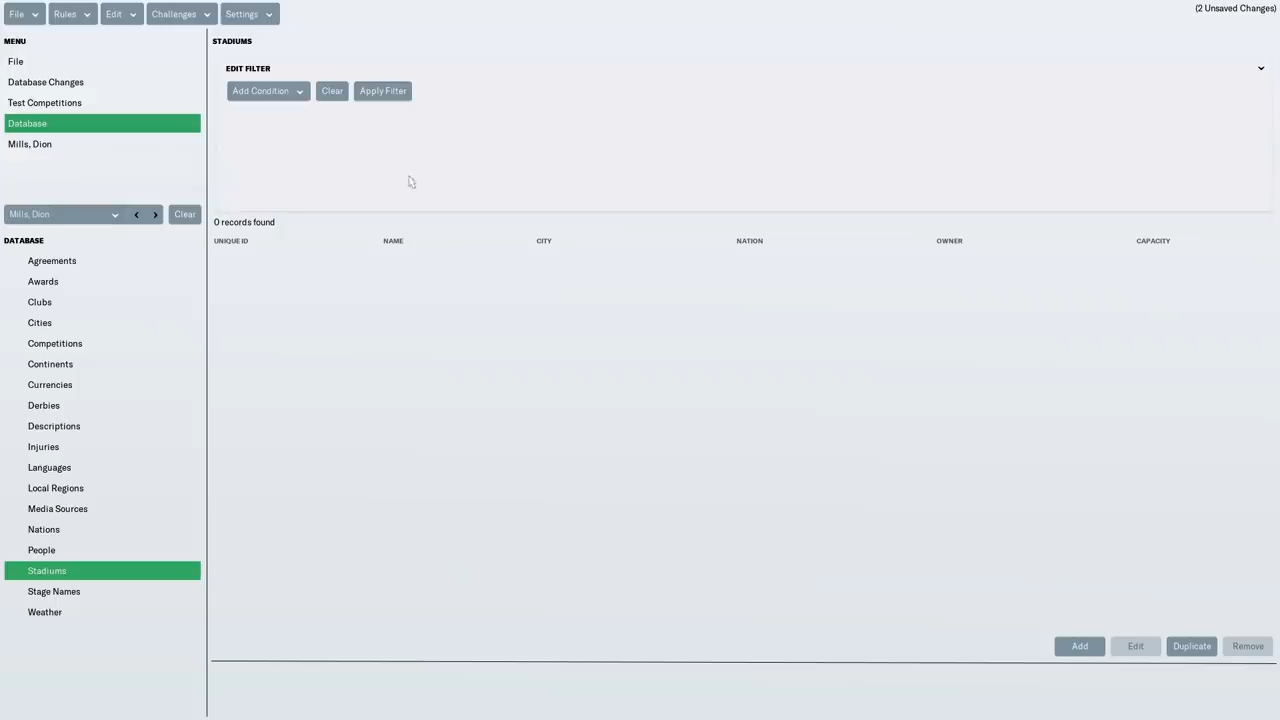 File Rules Edit Challenges Settings (2 Unsaved Changes)
MENU
File
Database Changes
Test Competitions
Database
Mills, Dion
Mills, Dion Clear
DATABASE
Agreements
Awards
Clubs
Cities
Competitions
Continents
Currencies
Derbies
Descriptions
Injuries
Languages
Local Regions
Media Sources
Nations
People
Stadiums
Stage Names
Weather
STADIUMS
EDIT FILTER
Add Condition Clear Apply Filter
0 records found
UNIQUE ID NAME CITY NATION OWNER CAPACITY
Add Edit Duplicate Remove